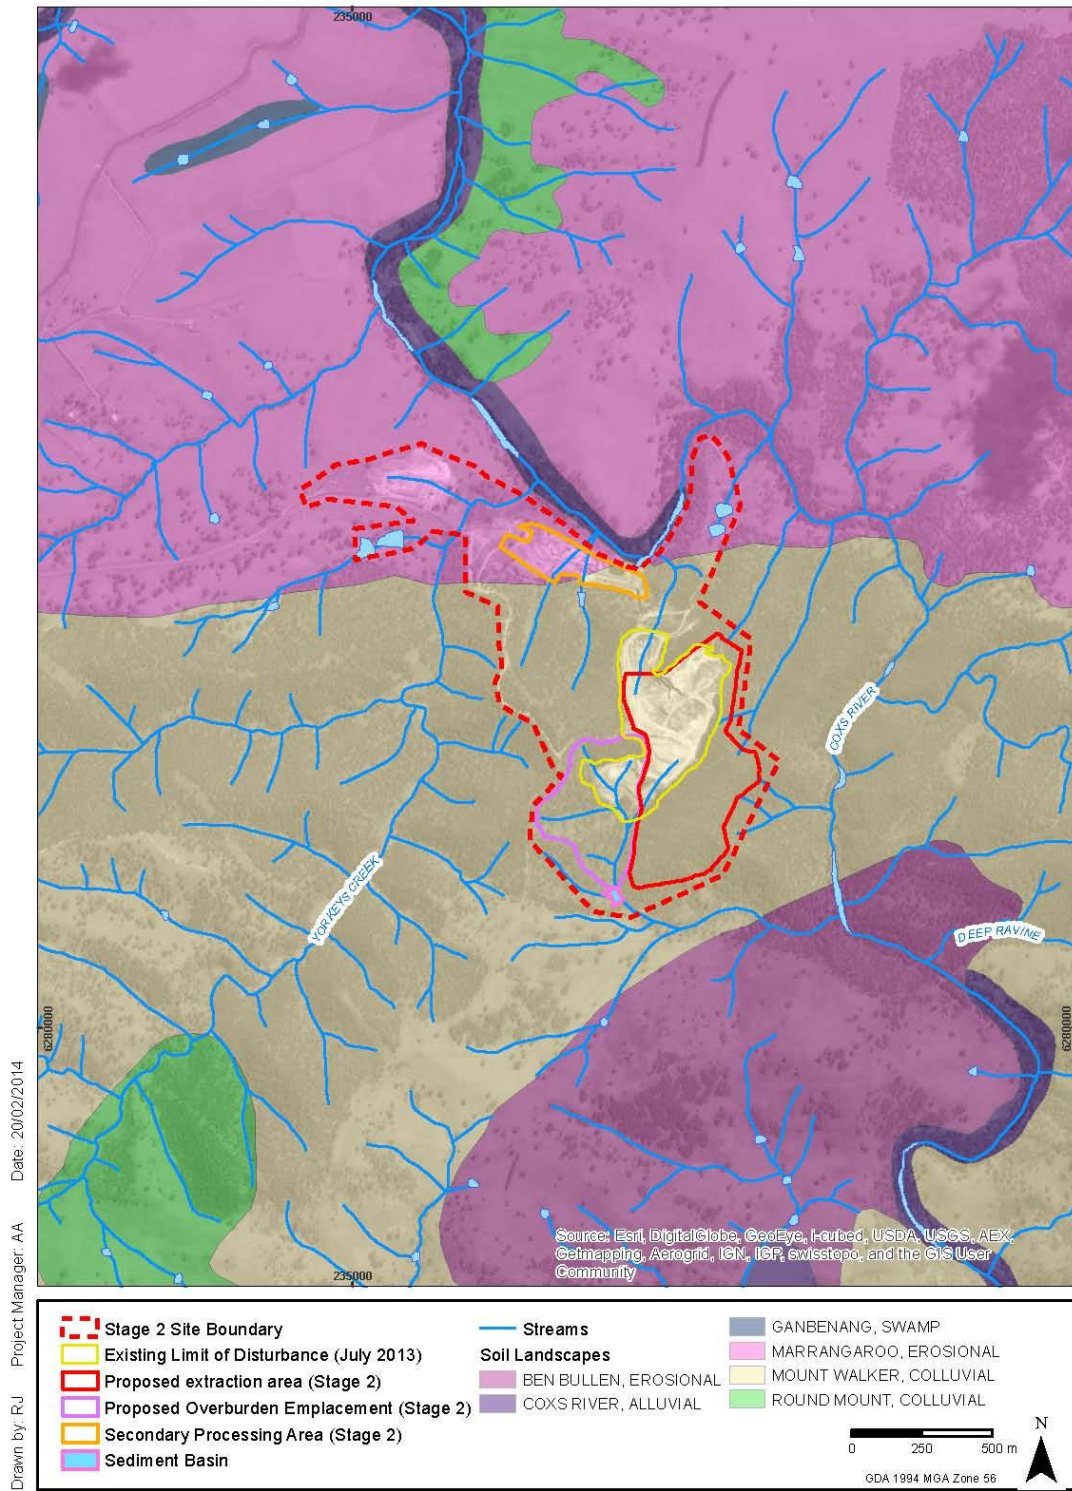 235000
COXS RIVER
YORKEYS CREEK
DEEP RAVINE
6280000
6280000
Source: Esri, DigitalGlobe, GeoEye, i-cubed, USDA, USGS, AEX,
Getmapping, Aerogrid, IGN, IGP, swisstopo, and the GIS User
Community
235000
Drawn by: RJ Project Manager: AA Date: 20/02/2014
Stage 2 Site Boundary
Existing Limit of Disturbance (July 2013)
Proposed extraction area (Stage 2)
Proposed Overburden Emplacement (Stage 2)
Secondary Processing Area (Stage 2)
Sediment Basin
Streams
Soil Landscapes
BEN BULLEN, EROSIONAL
COXS RIVER, ALLUVIAL
GANBENANG, SWAMP
MARRANGAROO, EROSIONAL
MOUNT WALKER, COLLUVIAL
ROUND MOUNT, COLLUVIAL
N
0 250 500 m
GDA 1994 MGA Zone 56